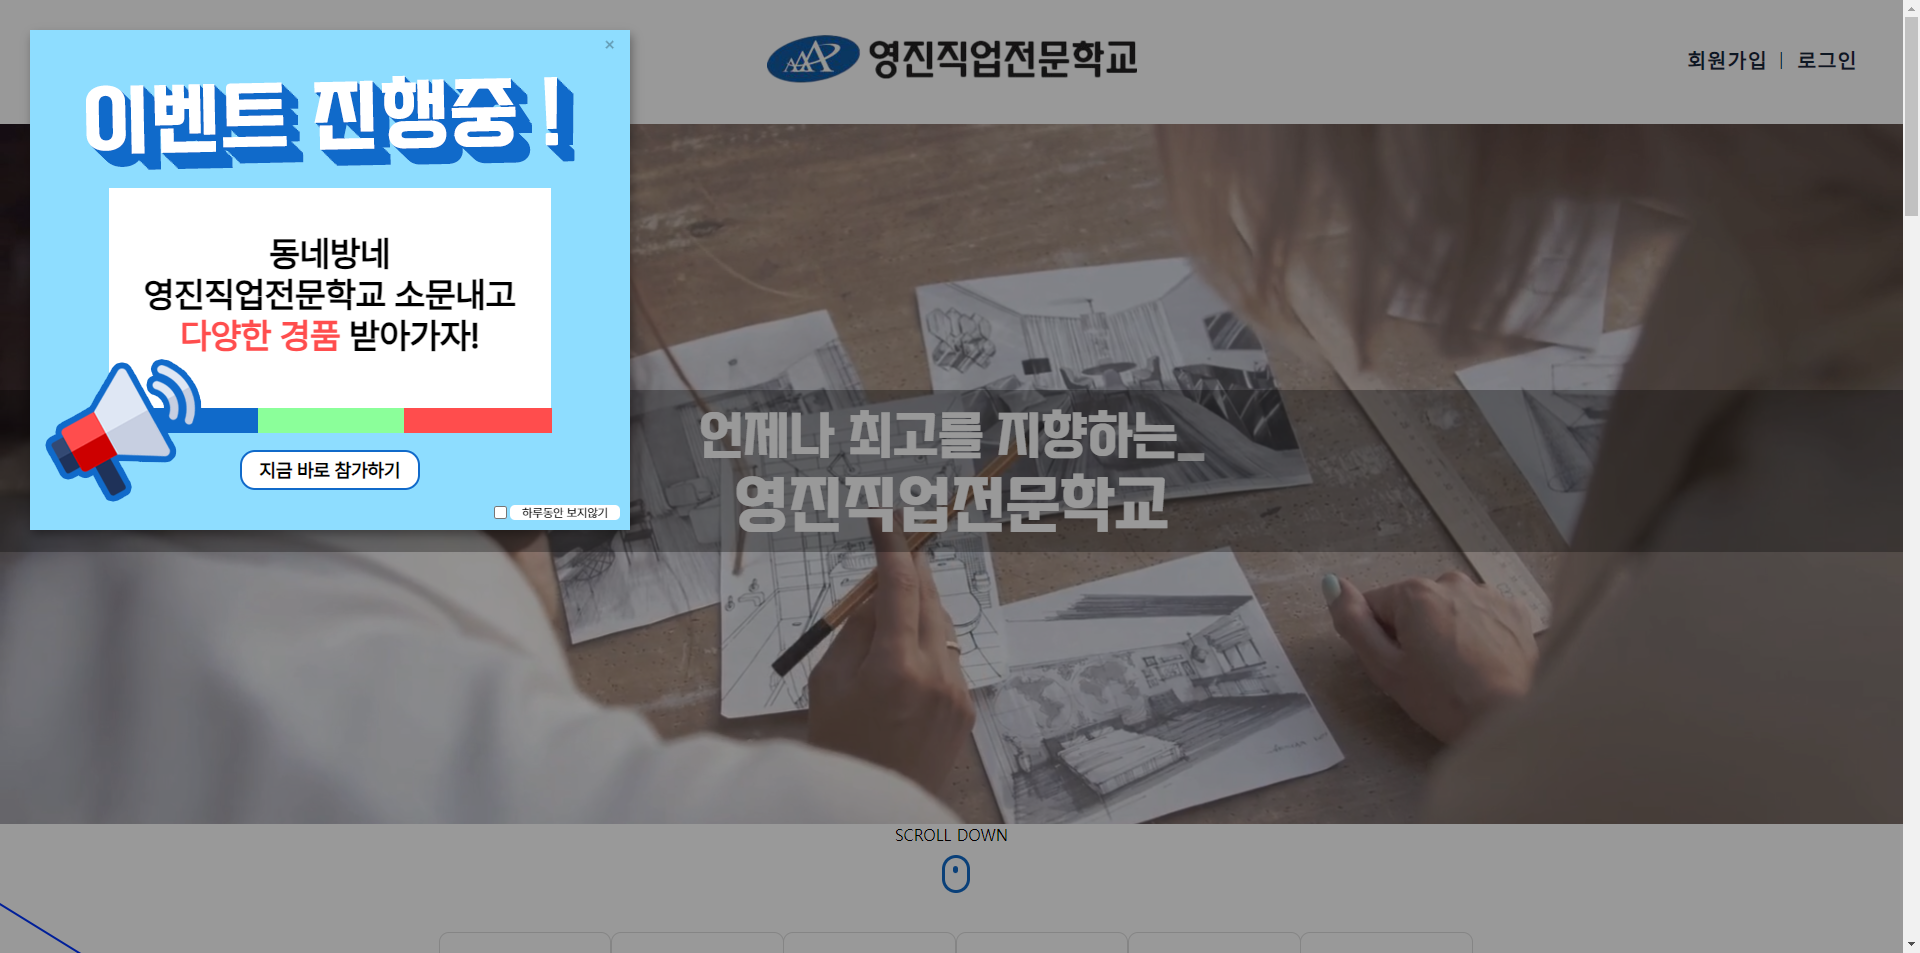 영진직업전문학교
회원가입 | 로그인
×
이벤트 진행중 !
동네방네
영진직업전문학교 소문내고
다양한 경품 받아가자!
지금 바로 참가하기
하루동안 보지않기
언제나 최고를 지향하는_
영진직업전문학교
SCROLL DOWN